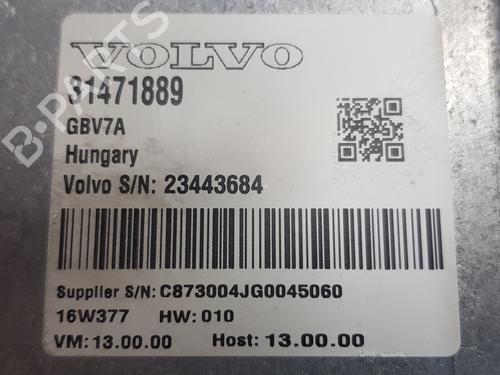 VOLVO
31471889
GBV7A
Hungary
Volvo S/N: 23443684
Supplier S/N: C873004JG0045060
16W377 HW: 010
VM: 13.00.00 Host: 13.00.00
B-PARTS